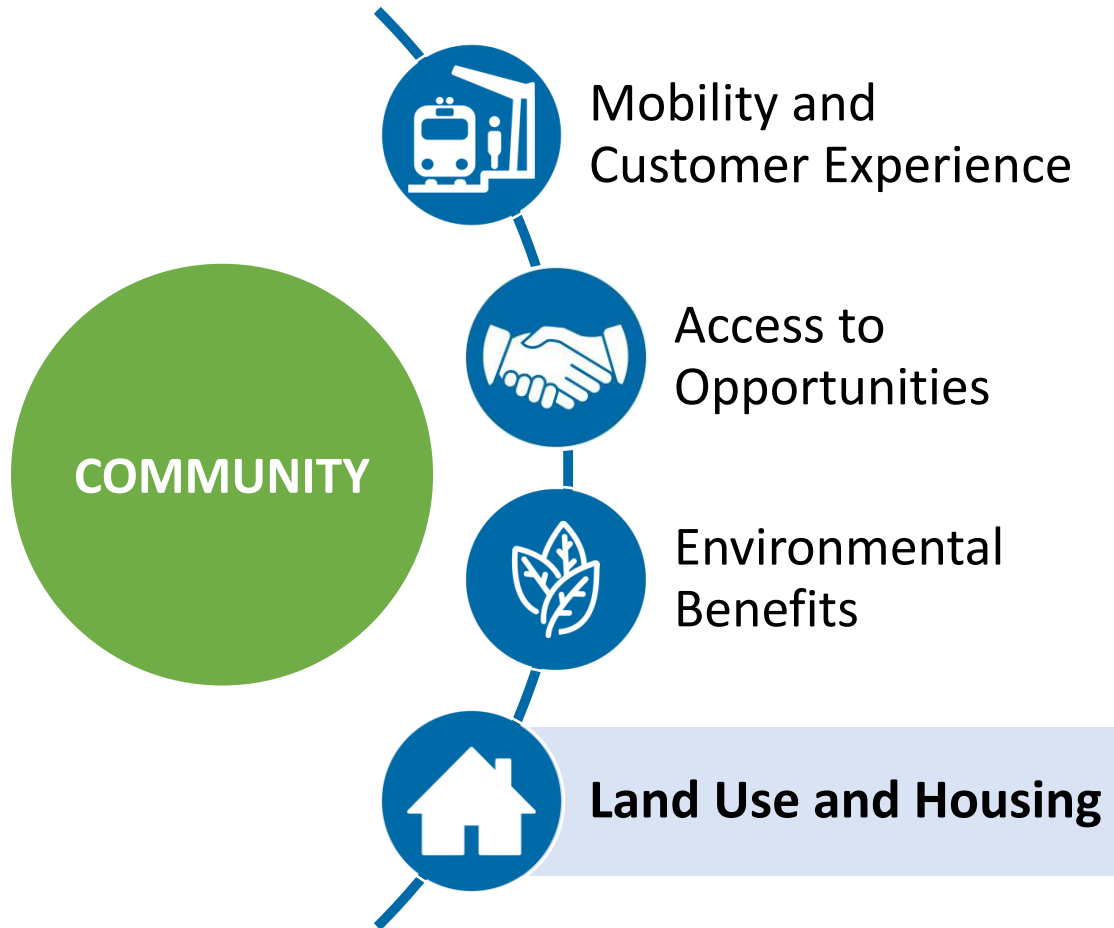 Mobility and
Customer Experience
Access to
Opportunities
COMMUNITY
Environmental
Benefits
Land Use and Housing